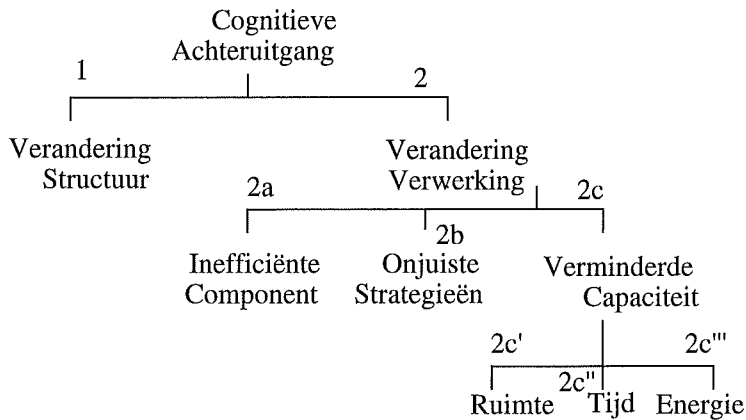 Cognitieve
Achteruitgang
1
2
Verandering
Structuur
Verandering
Verwerking
2a
2c
2b
Inefficiënte
Component
Onjuiste
Strategieën
Verminderde
Capaciteit
2c'
2c'''
2c''
Ruimte Tijd Energie